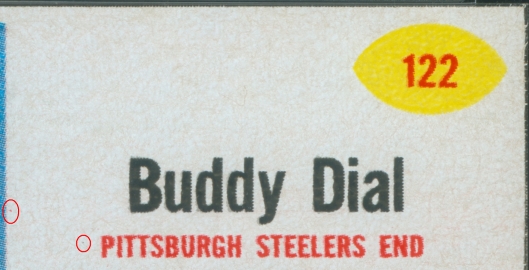 122
Buddy Dial
PITTSBURGH STEELERS END